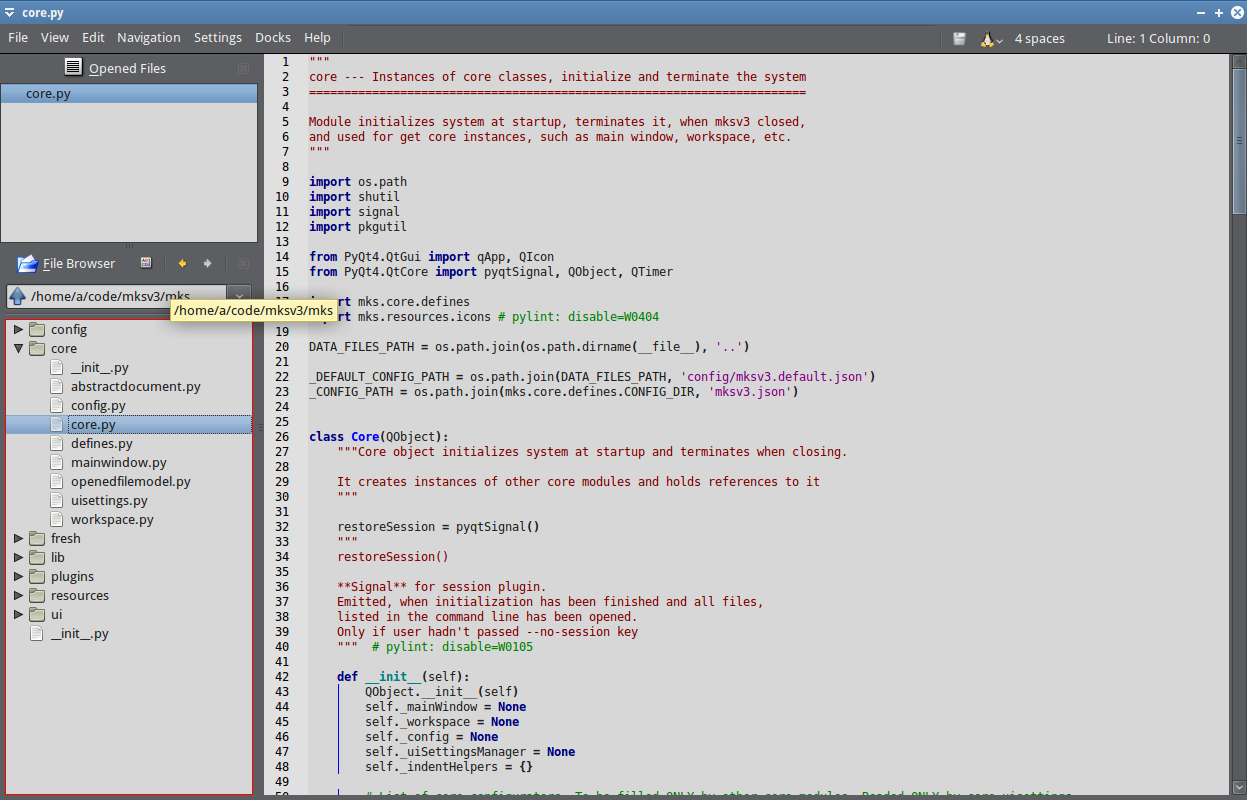 core.py
File View Edit Navigation Settings Docks Help 4 spaces Line: 1 Column: 0
Opened Files
core.py
File Browser
/home/a/code/mksv3/mks
/home/a/code/mksv3/mks
config
core
__init__.py
abstractdocument.py
config.py
core.py
defines.py
mainwindow.py
openedfilemodel.py
uisettings.py
workspace.py
fresh
lib
plugins
resources
ui
__init__.py
1 """
2 core --- Instances of core classes, initialize and terminate the system
3 =======================================================================
4
5 Module initializes system at startup, terminates it, when mksv3 closed,
6 and used for get core instances, such as main window, workspace, etc.
7 """
8
9 import os.path
10 import shutil
11 import signal
12 import pkgutil
13
14 from PyQt4.QtGui import qApp, QIcon
15 from PyQt4.QtCore import pyqtSignal, QObject, QTimer
16
mks.core.defines
mks.resources.icons # pylint: disable=W0404
19
20 DATA_FILES_PATH = os.path.join(os.path.dirname(__file__), '..')
21
22 _DEFAULT_CONFIG_PATH = os.path.join(DATA_FILES_PATH, 'config/mksv3.default.json')
23 _CONFIG_PATH = os.path.join(mks.core.defines.CONFIG_DIR, 'mksv3.json')
24
25
26 class Core(QObject):
27     """Core object initializes system at startup and terminates when closing.
28
29     It creates instances of other core modules and holds references to it
30     """
31
32     restoreSession = pyqtSignal()
33     """
34     restoreSession()
35
36     **Signal** for session plugin.
37     Emitted, when initialization has been finished and all files,
38     listed in the command line has been opened.
39     Only if user hadn't passed --no-session key
40     """  # pylint: disable=W0105
41
42     def __init__(self):
43         QObject.__init__(self)
44         self._mainWindow = None
45         self._workspace = None
46         self._config = None
47         self._uiSettingsManager = None
48         self._indentHelpers = {}
49